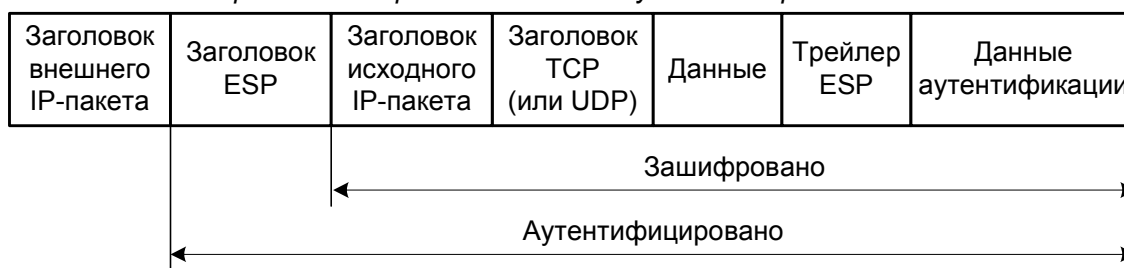 Заголовок
внешнего
IP-пакета
Заголовок
ESP
Заголовок
исходного
IP-пакета
Заголовок
TCP
(или UDP)
Данные
Трейлер
ESP
Данные
аутентификации
Зашифровано
Аутентифицировано